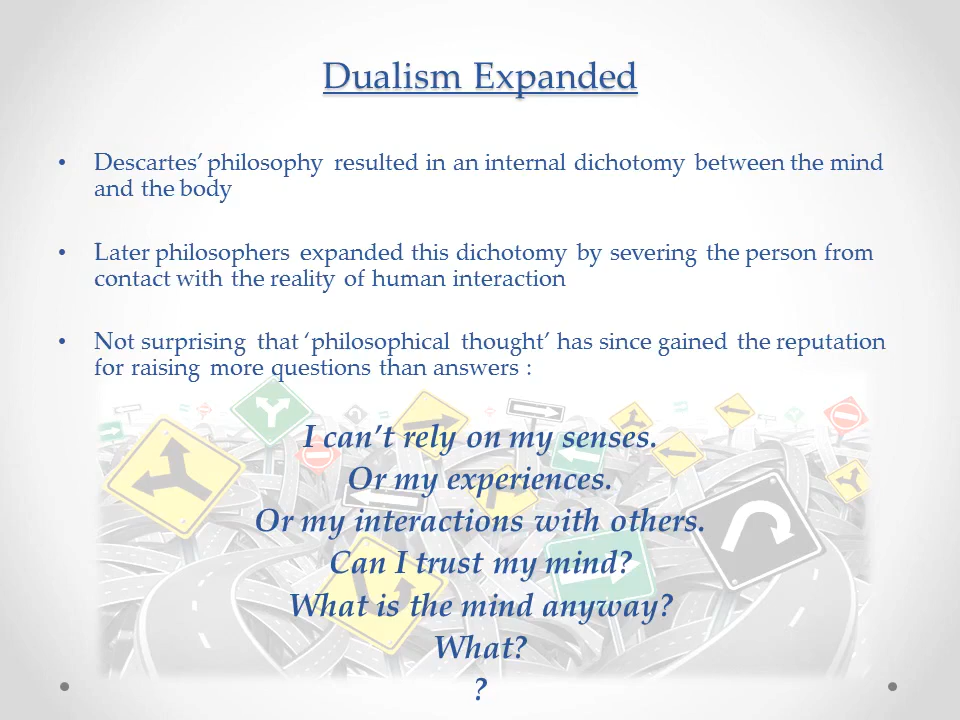 Dualism Expanded
• Descartes’ philosophy resulted in an internal dichotomy between the mind
and the body
• Later philosophers expanded this dichotomy by severing the person from
contact with the reality of human interaction
• Not surprising that ‘philosophical thought’ has since gained the reputation
for raising more questions than answers :
I can’t rely on my senses.
Or my experiences.
Or my interactions with others.
Can I trust my mind?
What is the mind anyway?
What?
?